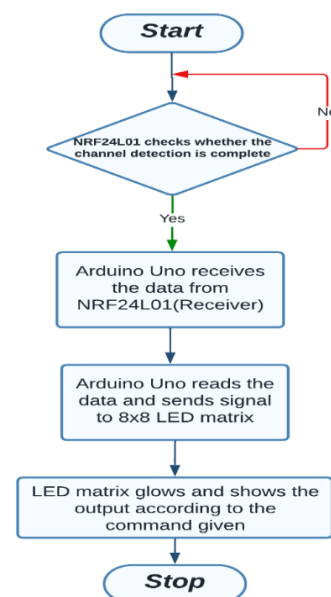 Start
NRF24L01 checks whether the
channel detection is complete
No
Yes
Arduino Uno receives
the data from
NRF24L01(Receiver)
Arduino Uno reads the
data and sends signal
to 8x8 LED matrix
LED matrix glows and shows the
output according to the
command given
Stop